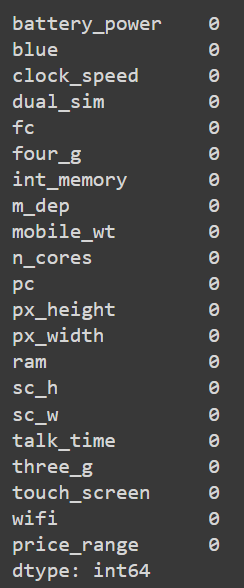 battery_power 0
blue 0
clock_speed 0
dual_sim 0
fc 0
four_g 0
int_memory 0
m_dep 0
mobile_wt 0
n_cores 0
pc 0
px_height 0
px_width 0
ram 0
sc_h 0
sc_w 0
talk_time 0
three_g 0
touch_screen 0
wifi 0
price_range 0
dtype: int64